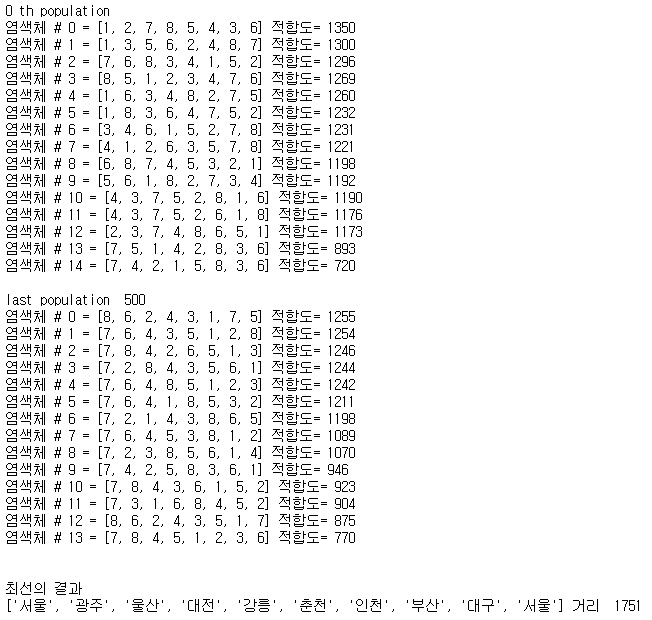 0 th population
염색체 # 0 = [1, 2, 7, 8, 5, 4, 3, 6] 적합도= 1350
염색체 # 1 = [1, 3, 5, 6, 2, 4, 8, 7] 적합도= 1300
염색체 # 2 = [7, 6, 8, 3, 4, 1, 5, 2] 적합도= 1296
염색체 # 3 = [8, 5, 1, 2, 3, 4, 7, 6] 적합도= 1269
염색체 # 4 = [1, 6, 3, 4, 8, 2, 7, 5] 적합도= 1260
염색체 # 5 = [1, 8, 3, 6, 4, 7, 5, 2] 적합도= 1232
염색체 # 6 = [3, 4, 6, 1, 5, 2, 7, 8] 적합도= 1231
염색체 # 7 = [4, 1, 2, 6, 3, 5, 7, 8] 적합도= 1221
염색체 # 8 = [6, 8, 7, 4, 5, 3, 2, 1] 적합도= 1198
염색체 # 9 = [5, 6, 1, 8, 2, 7, 3, 4] 적합도= 1192
염색체 # 10 = [4, 3, 7, 5, 2, 8, 1, 6] 적합도= 1190
염색체 # 11 = [4, 3, 7, 5, 2, 6, 1, 8] 적합도= 1176
염색체 # 12 = [2, 3, 7, 4, 8, 6, 5, 1] 적합도= 1173
염색체 # 13 = [7, 5, 1, 4, 2, 8, 3, 6] 적합도= 893
염색체 # 14 = [7, 4, 2, 1, 5, 8, 3, 6] 적합도= 720
last population  500
염색체 # 0 = [8, 6, 2, 4, 3, 1, 7, 5] 적합도= 1255
염색체 # 1 = [7, 6, 4, 3, 5, 1, 2, 8] 적합도= 1254
염색체 # 2 = [7, 8, 4, 2, 6, 5, 1, 3] 적합도= 1246
염색체 # 3 = [7, 2, 8, 4, 3, 5, 6, 1] 적합도= 1244
염색체 # 4 = [7, 6, 4, 8, 5, 1, 2, 3] 적합도= 1242
염색체 # 5 = [7, 6, 4, 1, 8, 5, 3, 2] 적합도= 1211
염색체 # 6 = [7, 2, 1, 4, 3, 8, 6, 5] 적합도= 1198
염색체 # 7 = [7, 6, 4, 5, 3, 8, 1, 2] 적합도= 1089
염색체 # 8 = [7, 2, 3, 8, 5, 6, 1, 4] 적합도= 1070
염색체 # 9 = [7, 4, 2, 5, 8, 3, 6, 1] 적합도= 946
염색체 # 10 = [7, 8, 4, 3, 6, 1, 5, 2] 적합도= 923
염색체 # 11 = [7, 3, 1, 6, 8, 4, 5, 2] 적합도= 904
염색체 # 12 = [8, 6, 2, 4, 3, 5, 1, 7] 적합도= 875
염색체 # 13 = [7, 8, 4, 5, 1, 2, 3, 6] 적합도= 770
최선의 결과
['서울', '광주', '울산', '대전', '강릉', '춘천', '인천', '부산', '대구', '서울'] 거리  1751